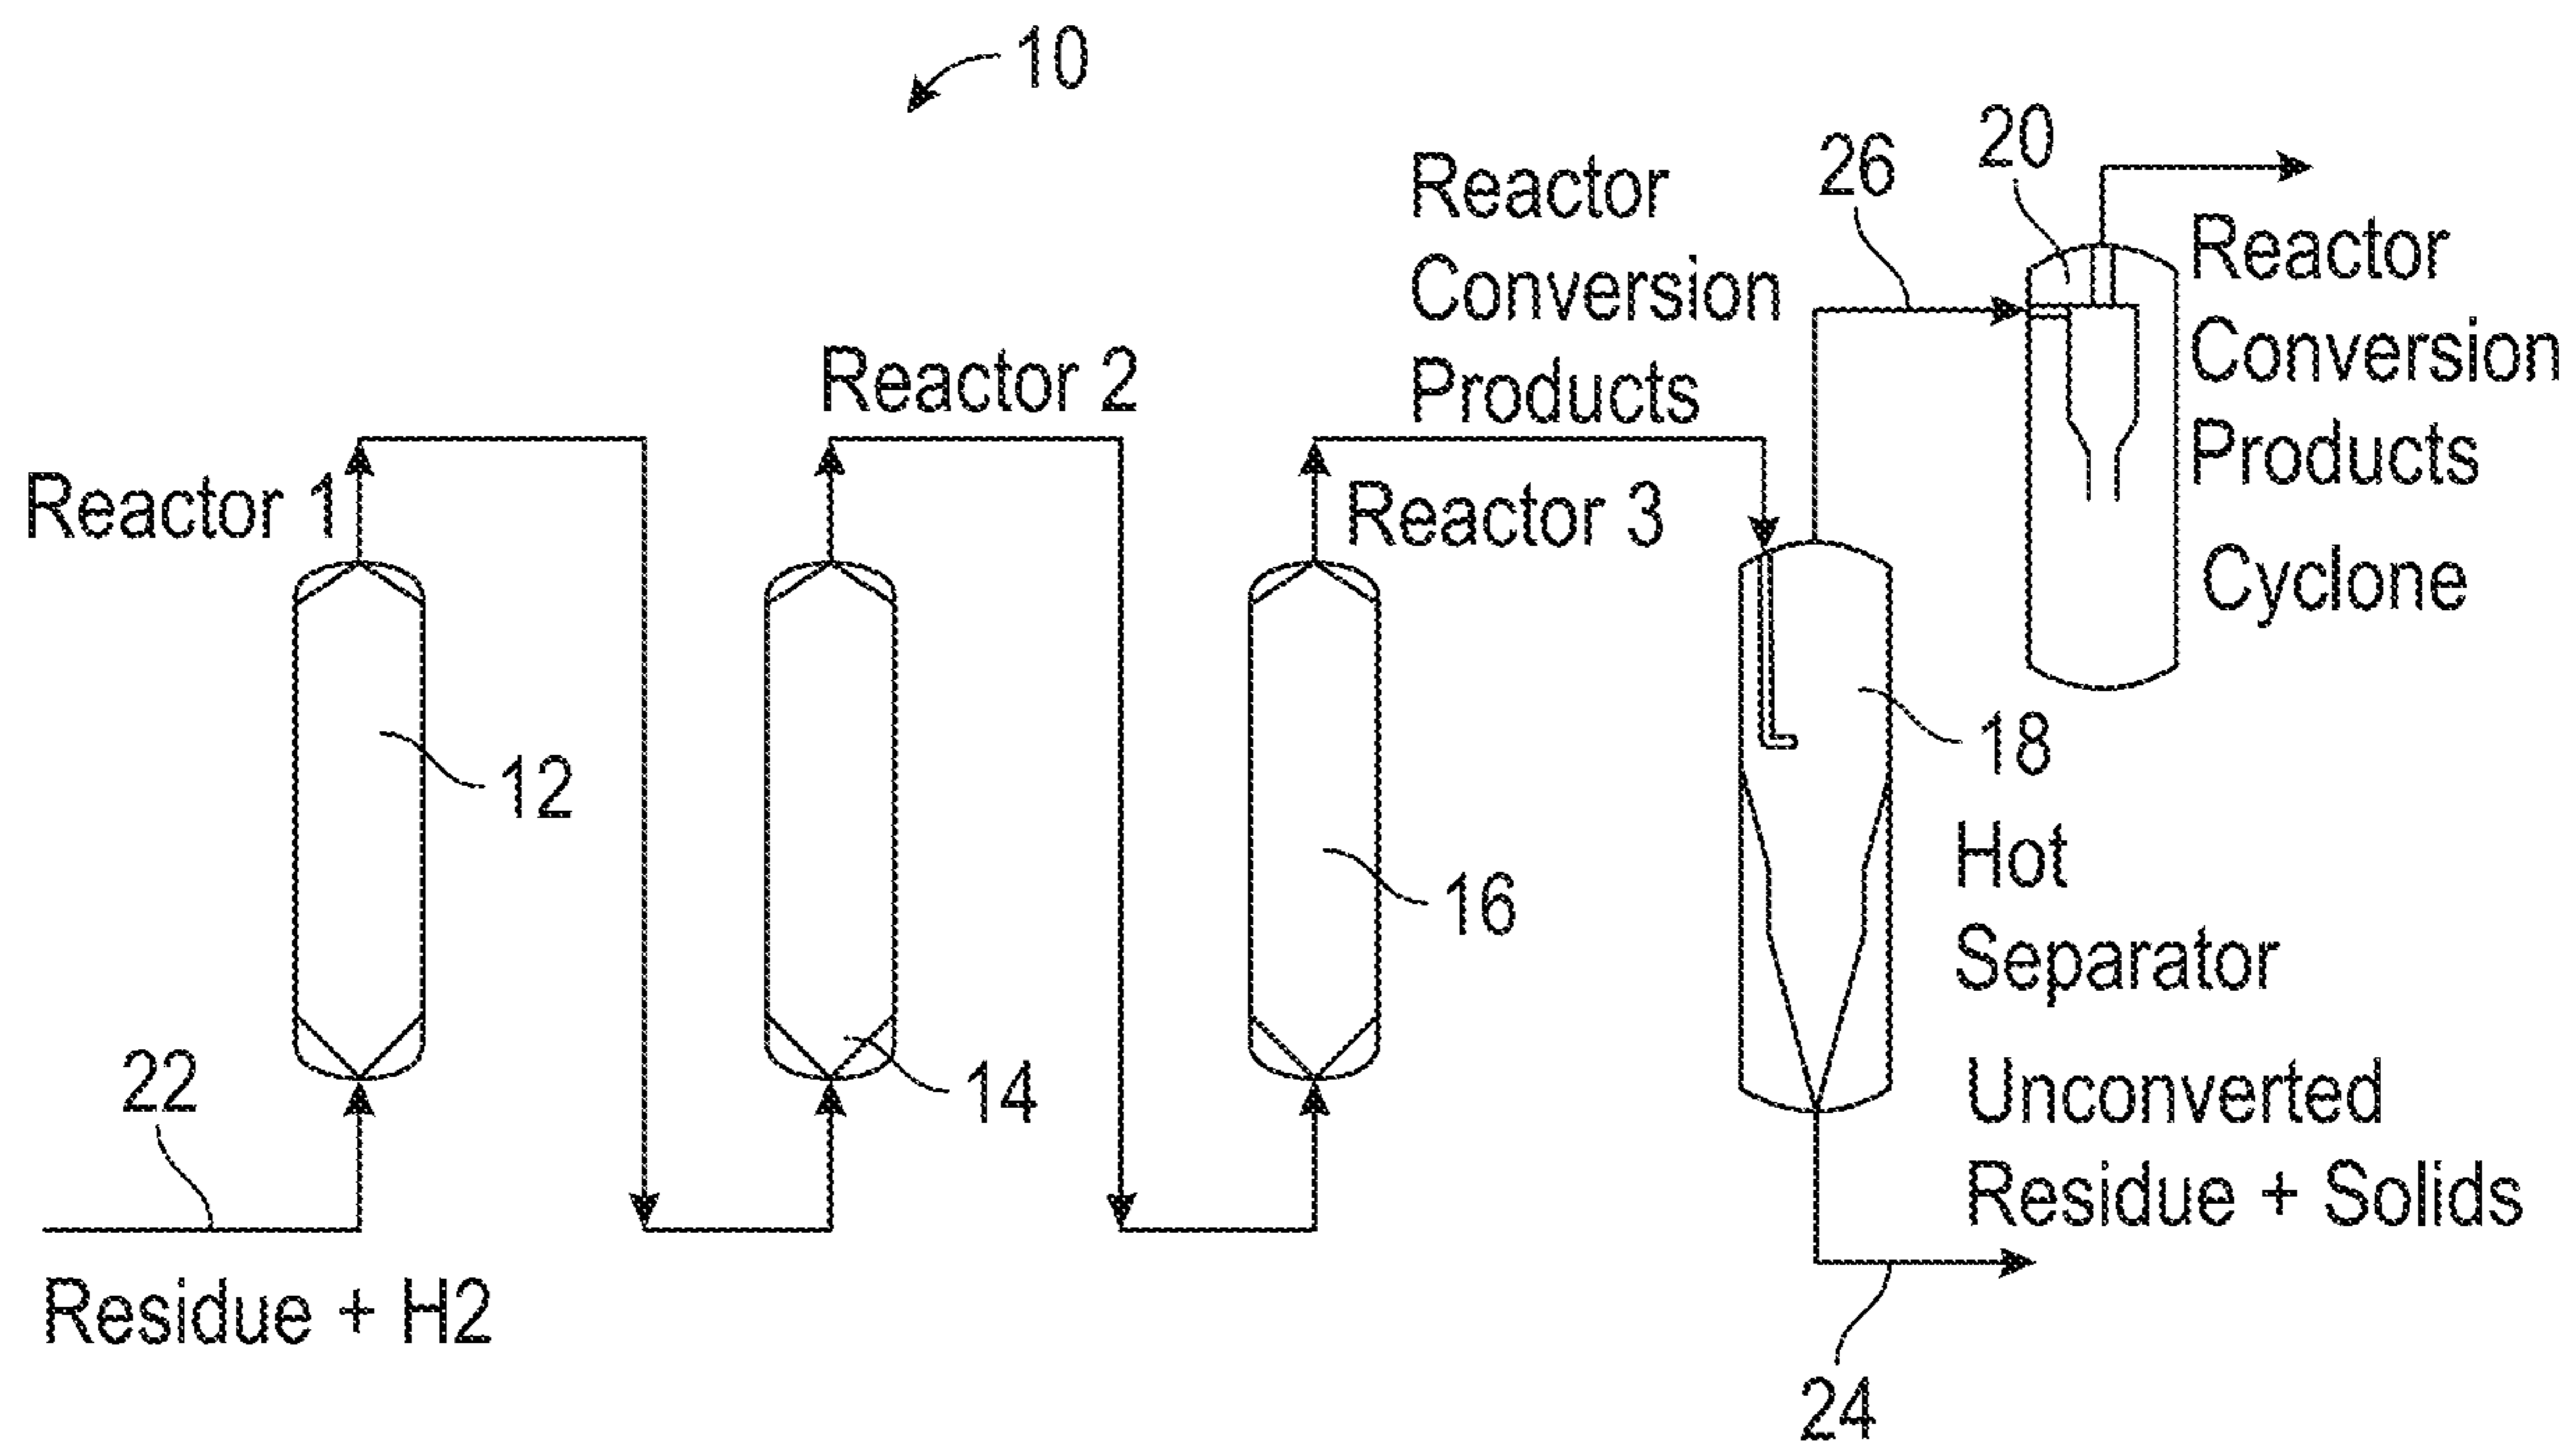 10
20
26
Reactor
Conversion
Products
Reactor
Conversion
Products
Cyclone
Reactor 2
Reactor 1
Reactor 3
12
18
16
Hot
Separator
14
22
Unconverted
Residue + Solids
Residue + H2
24